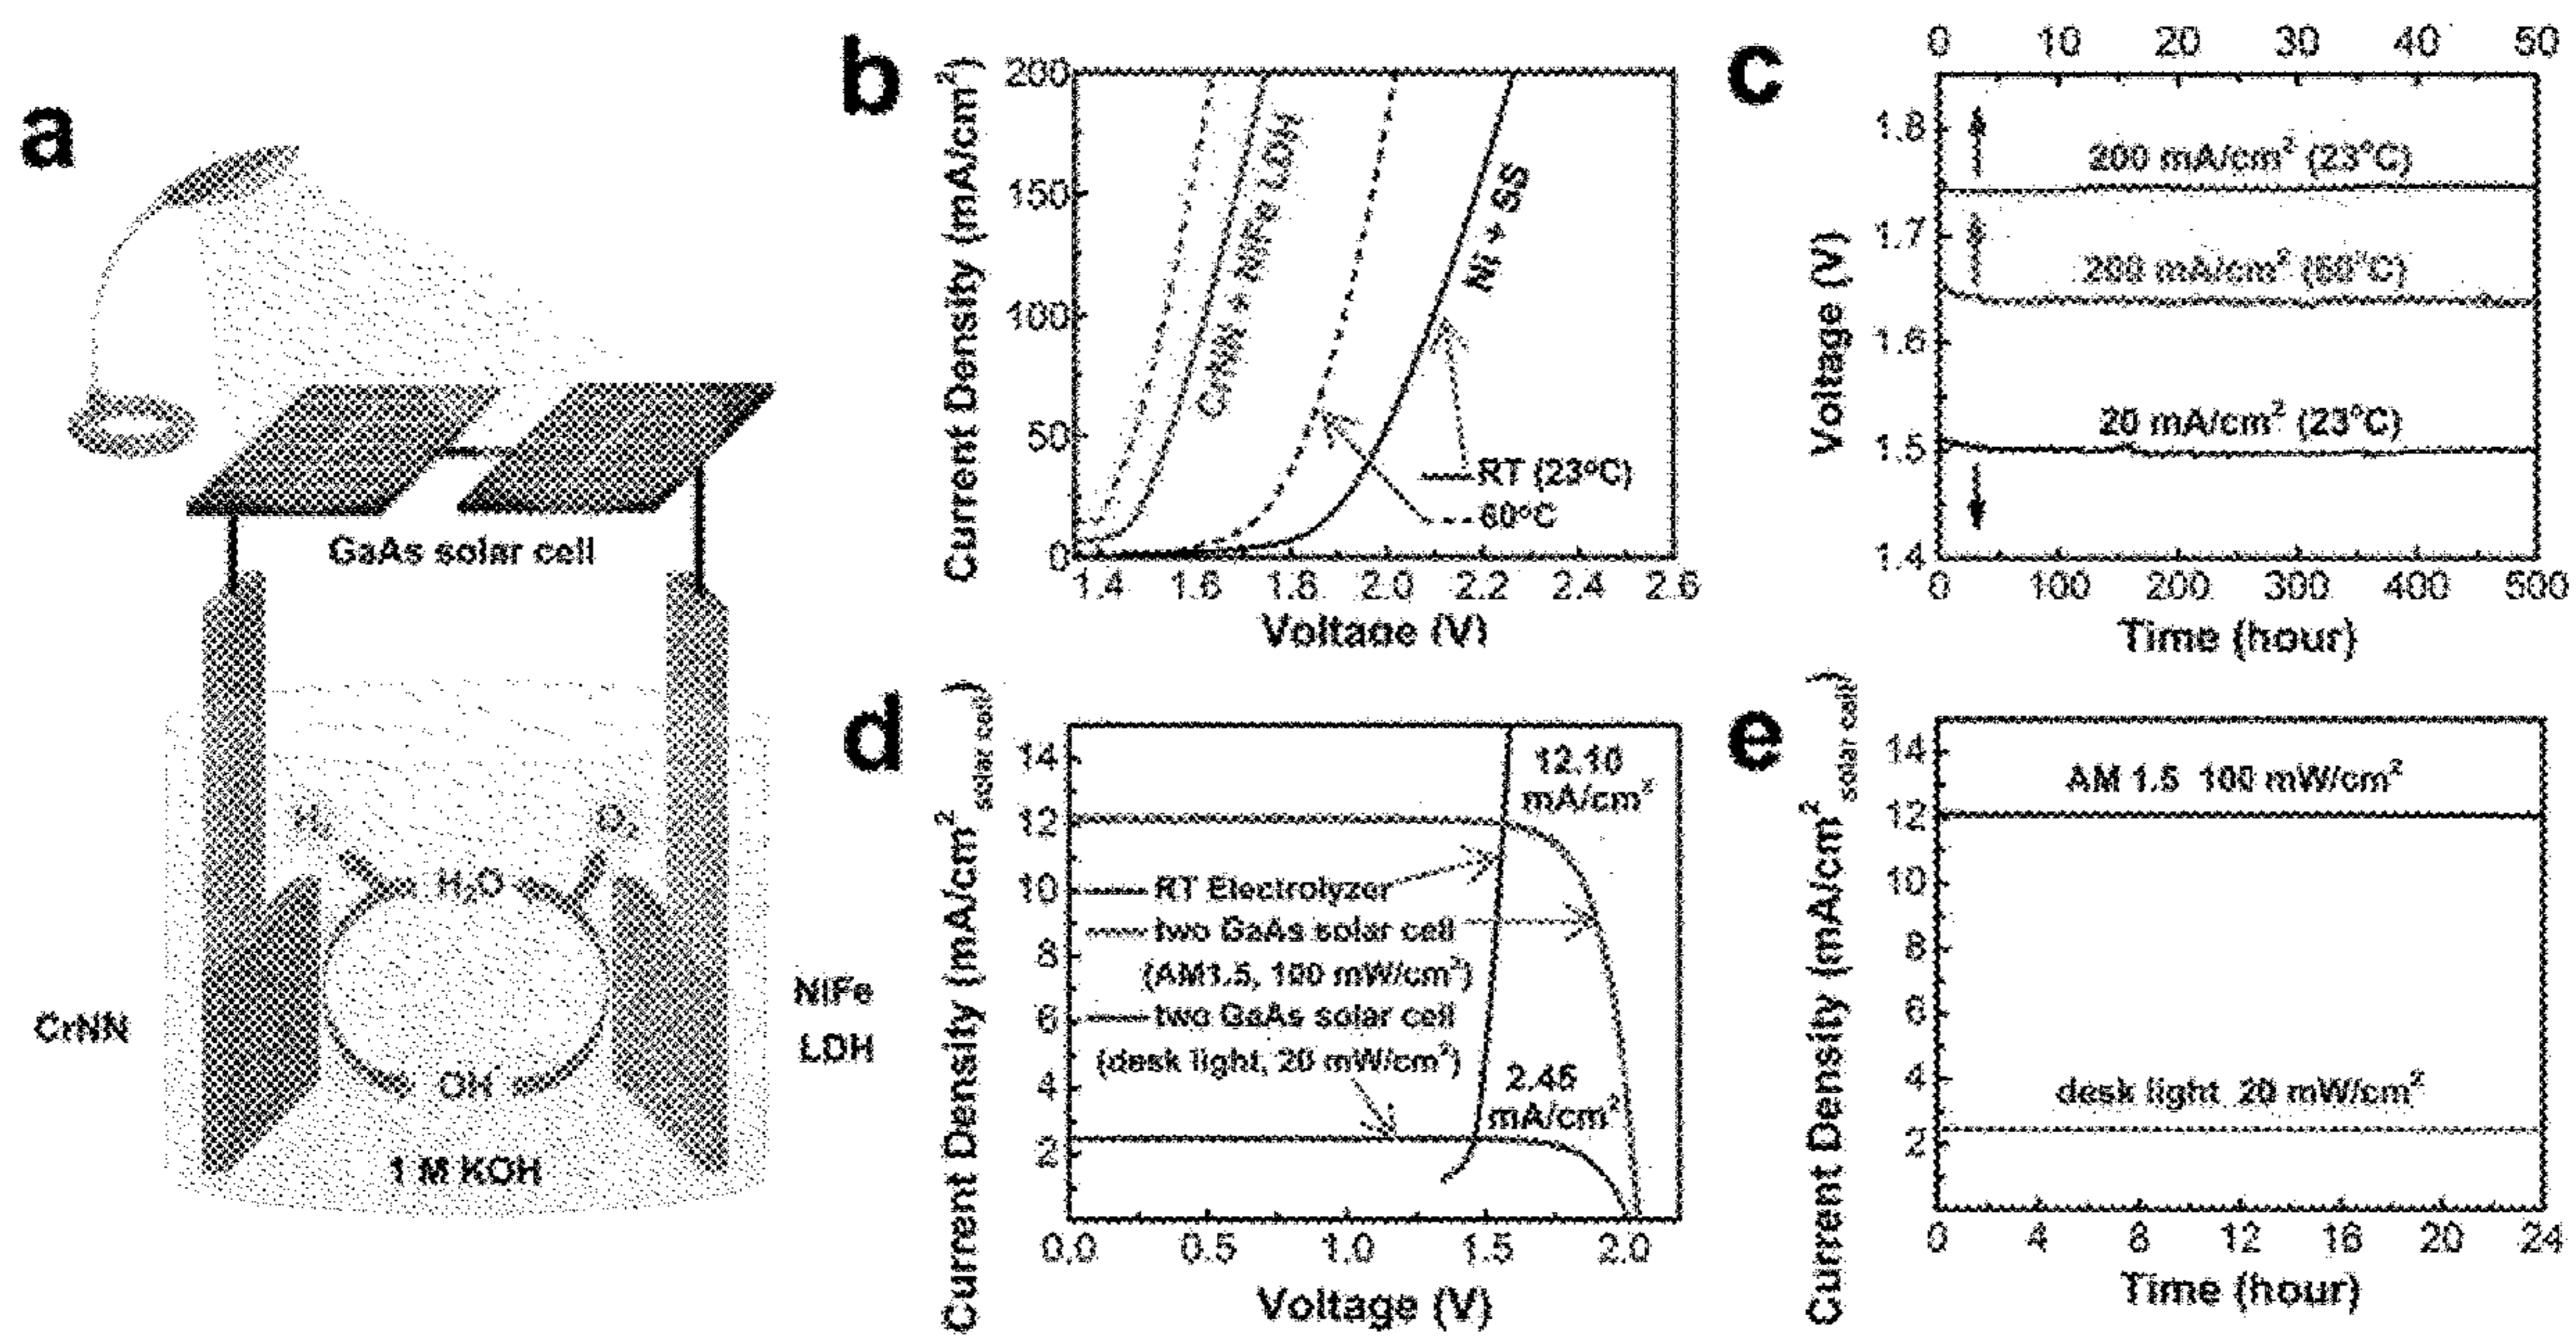 a
GaAs solar cell
H₂
O₂
H₂O
OH⁻
CrNN
NiFe
LDH
1 M KOH
b
Current Density (mA/cm²)
200
150
100
50
0
CrNN + NiFe LDH
Ni + SS
RT (23°C)
60°C
1.4 1.6 1.8 2.0 2.2 2.4 2.6
Voltage (V)
c
0 10 20 30 40 50
Voltage (V)
1.8
1.7
1.6
1.5
1.4
200 mA/cm² (23°C)
200 mA/cm² (60°C)
20 mA/cm² (23°C)
0 100 200 300 400 500
Time (hour)
d
Current Density (mA/cm² solar cell)
14
12
10
8
6
4
2
12.10
mA/cm²
RT Electrolyzer
two GaAs solar cell
(AM1.5, 100 mW/cm²)
two GaAs solar cell
(desk light, 20 mW/cm²)
2.45
mA/cm²
0.0 0.5 1.0 1.5 2.0
Voltage (V)
e
Current Density (mA/cm² solar cell)
14
12
10
8
6
4
2
AM 1.5 100 mW/cm²
desk light 20 mW/cm²
0 4 8 12 16 20 24
Time (hour)